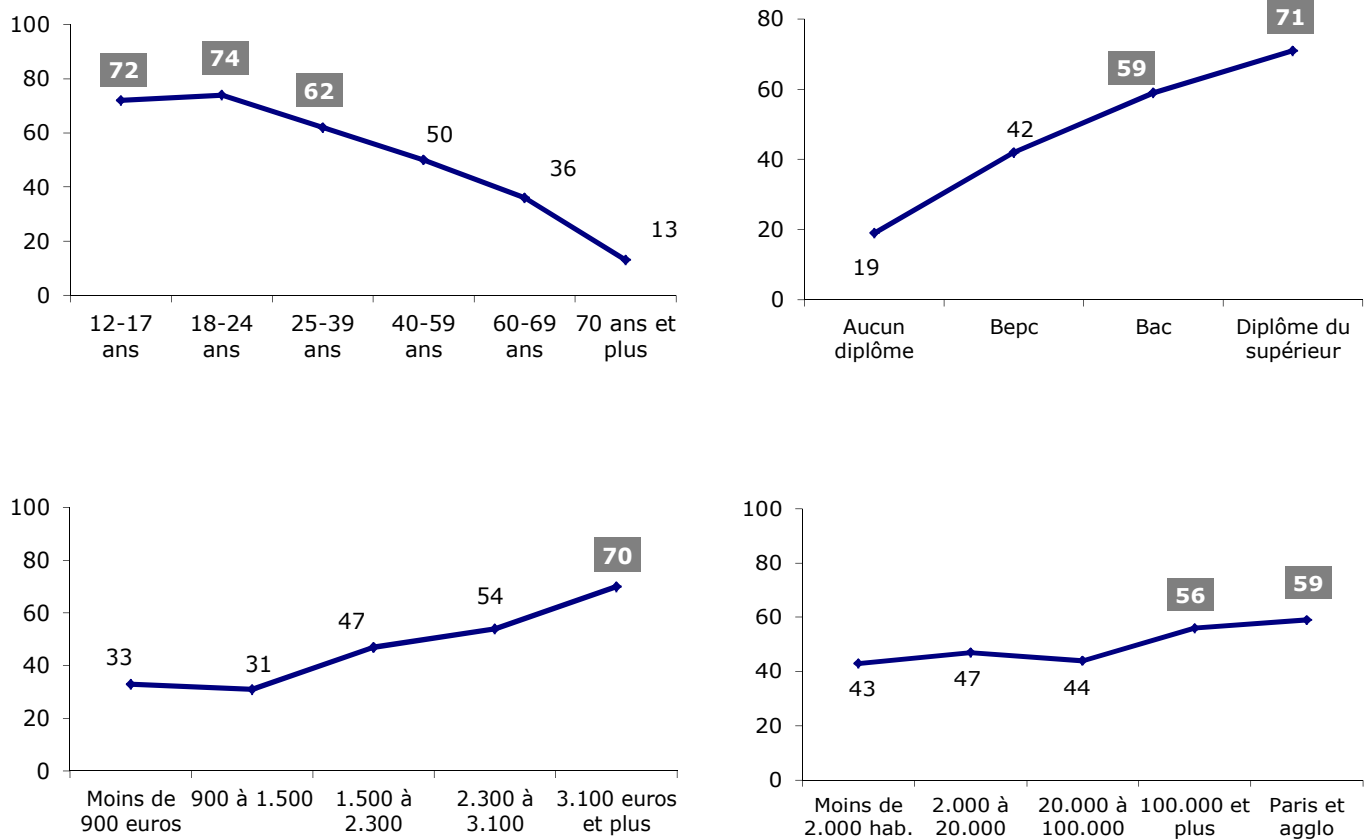 100
80
60
40
20
0
72
74
62
50
36
13
12-17
ans
18-24
ans
25-39
ans
40-59
ans
60-69
ans
70 ans et
plus
80
60
40
20
0
19
42
59
71
Aucun
diplôme
Bepc
Bac
Diplôme du
supérieur
100
80
60
40
20
0
33
31
47
54
70
Moins de
900 euros
900 à 1.500
1.500 à
2.300
2.300 à
3.100
3.100 euros
et plus
100
80
60
40
20
0
43
47
44
56
59
Moins de
2.000 hab.
2.000 à
20.000
20.000 à
100.000
100.000 et
plus
Paris et
agglo